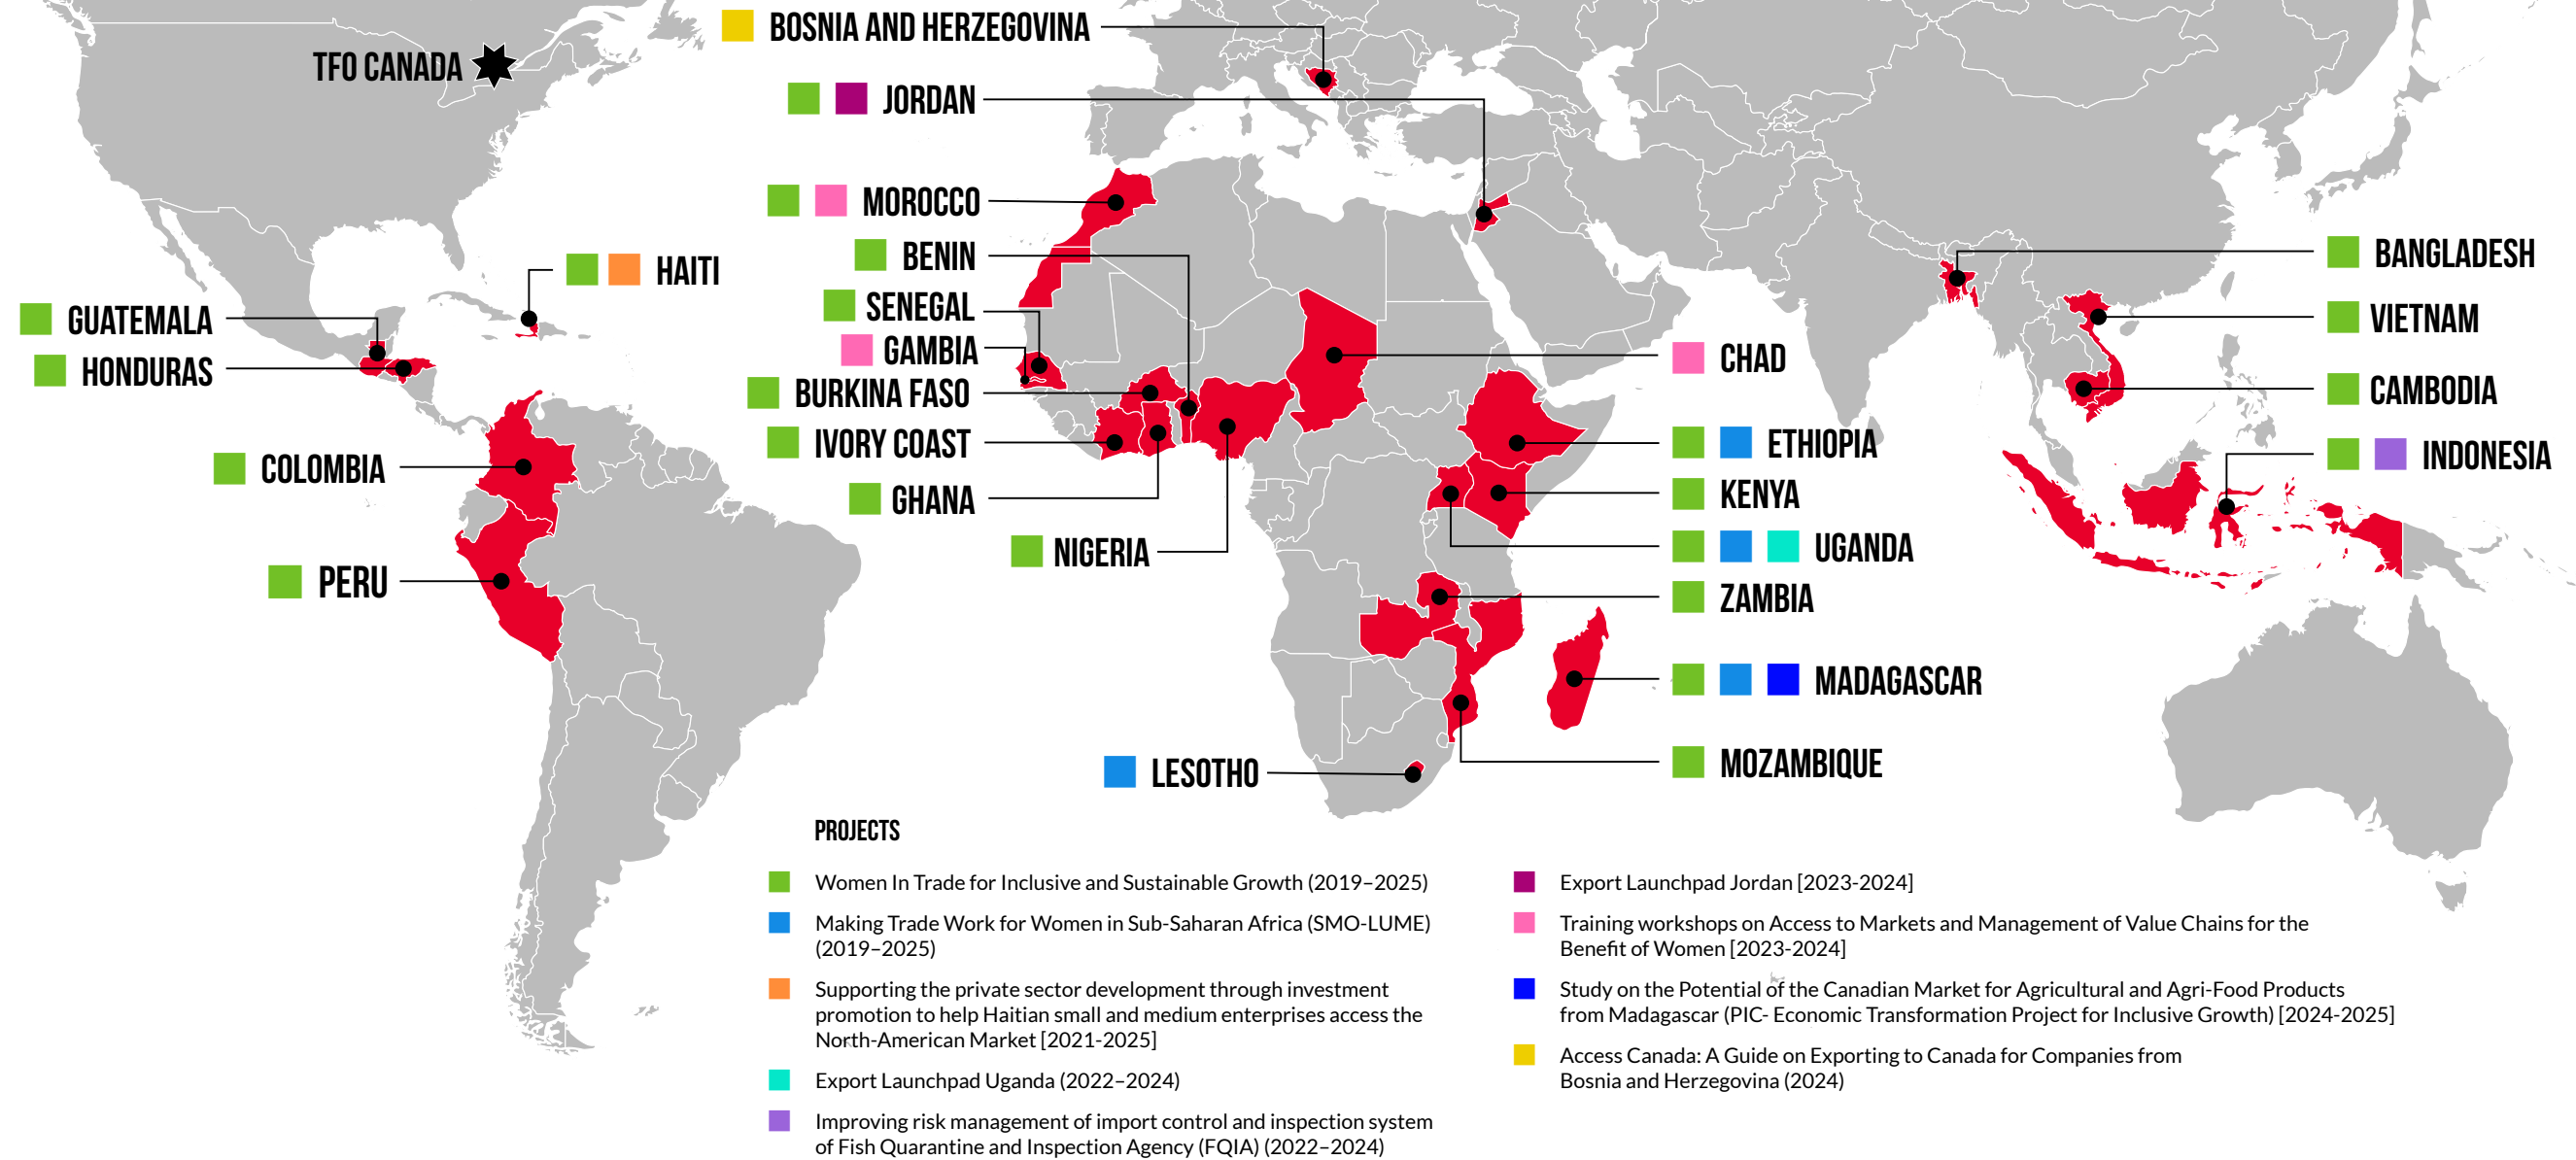 TFO CANADA
BOSNIA AND HERZEGOVINA
JORDAN
MOROCCO
BENIN
SENEGAL
GAMBIA
BURKINA FASO
IVORY COAST
GHANA
NIGERIA
HAITI
GUATEMALA
HONDURAS
COLOMBIA
PERU
BANGLADESH
VIETNAM
CAMBODIA
INDONESIA
CHAD
ETHIOPIA
KENYA
UGANDA
ZAMBIA
MADAGASCAR
MOZAMBIQUE
LESOTHO
PROJECTS
Women In Trade for Inclusive and Sustainable Growth (2019–2025)
Making Trade Work for Women in Sub-Saharan Africa (SMO-LUME)
(2019–2025)
Supporting the private sector development through investment
promotion to help Haitian small and medium enterprises access the
North-American Market [2021-2025]
Export Launchpad Uganda (2022–2024)
Improving risk management of import control and inspection system
of Fish Quarantine and Inspection Agency (FQIA) (2022–2024)
Export Launchpad Jordan [2023-2024]
Training workshops on Access to Markets and Management of Value Chains for the
Benefit of Women [2023-2024]
Study on the Potential of the Canadian Market for Agricultural and Agri-Food Products
from Madagascar (PIC- Economic Transformation Project for Inclusive Growth) [2024-2025]
Access Canada: A Guide on Exporting to Canada for Companies from
Bosnia and Herzegovina (2024)